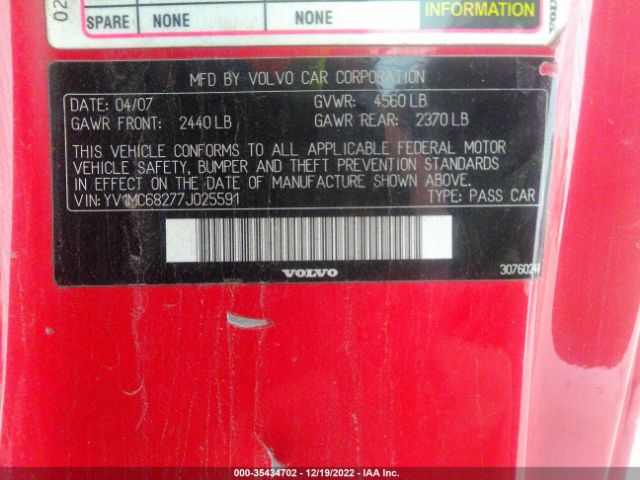 02
INFORMATION
SPARE NONE NONE
VOLVO
MFD BY VOLVO CAR CORPORATION
DATE: 04/07 GVWR: 4560 LB
GAWR FRONT: 2440 LB GAWR REAR: 2370 LB
THIS VEHICLE CONFORMS TO ALL APPLICABLE FEDERAL MOTOR
VEHICLE SAFETY, BUMPER AND THEFT PREVENTION STANDARDS
IN EFFECT ON THE DATE OF MANUFACTURE SHOWN ABOVE.
VIN: YV1MC68277J025591 TYPE: PASS CAR
VOLVO
000-35434702 - 12/19/2022 - IAA Inc.